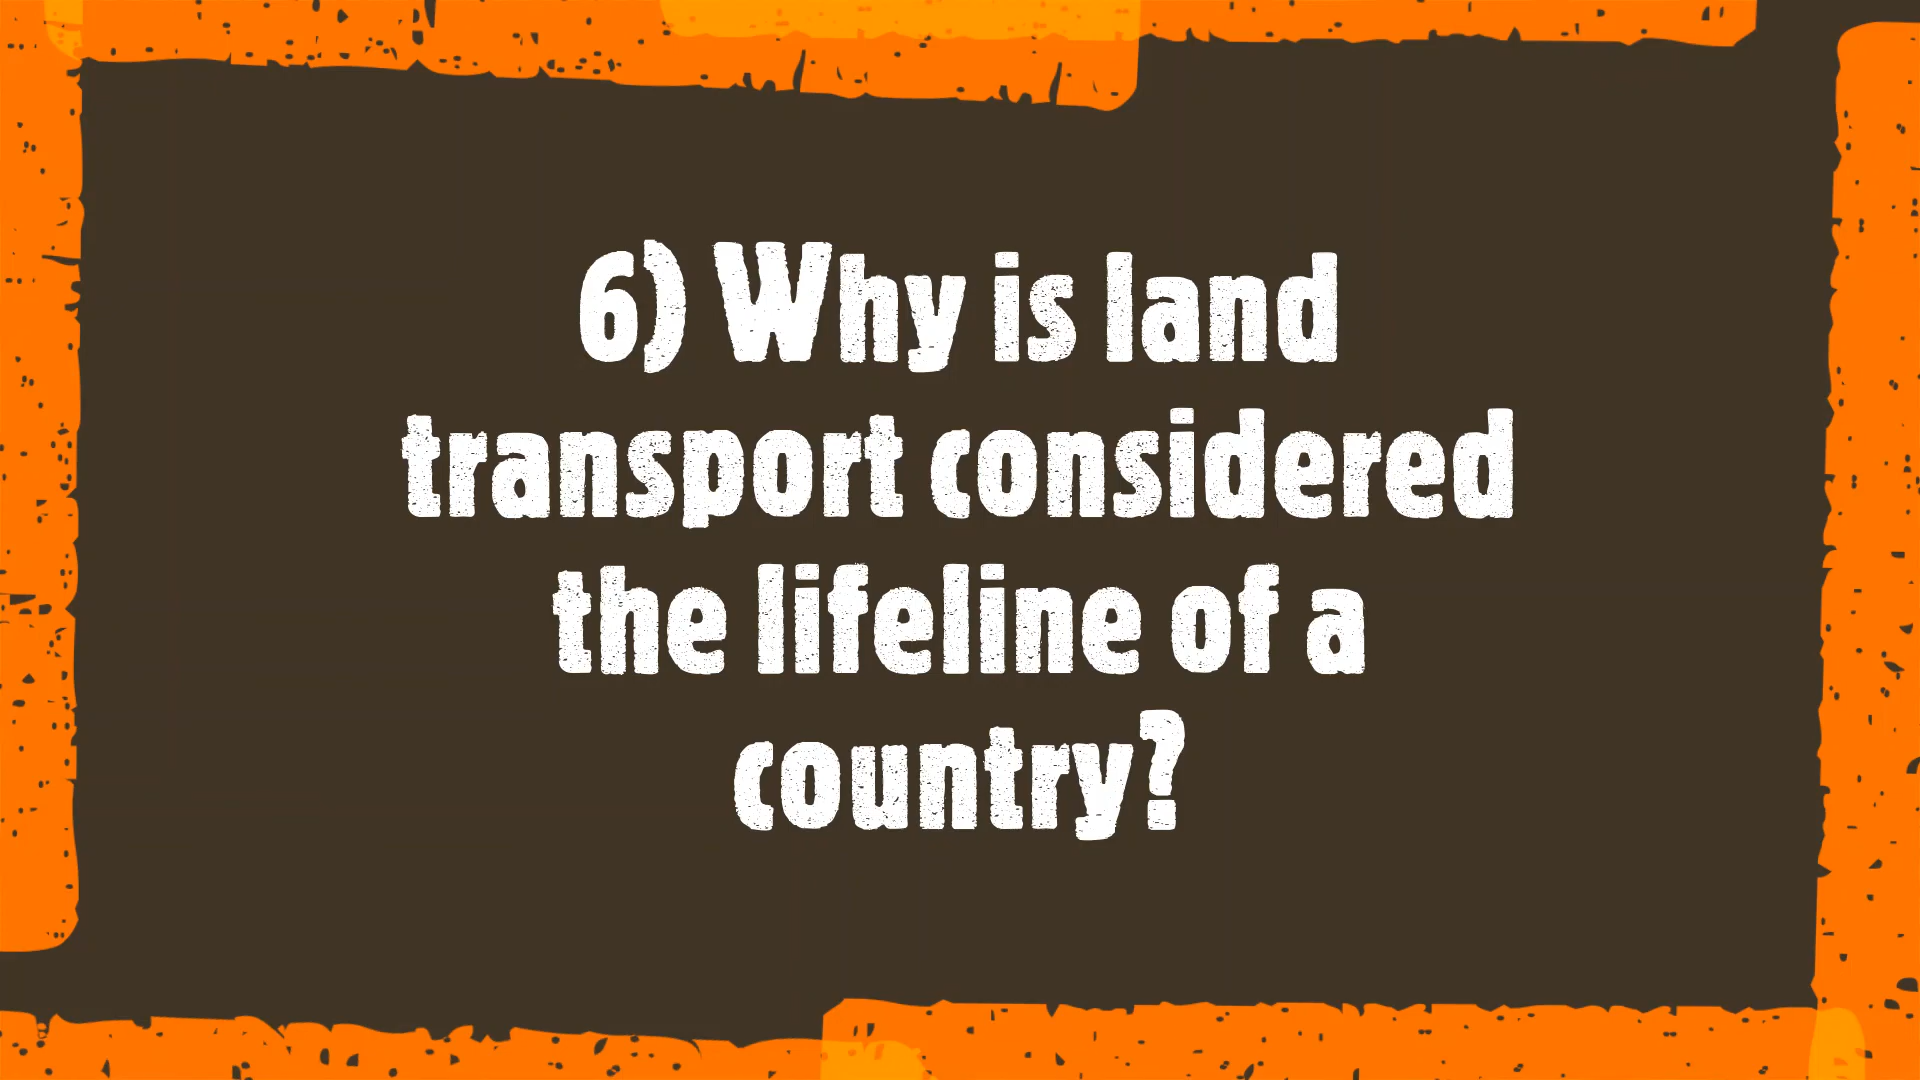 6) Why is land
transport considered
the lifeline of a
country?